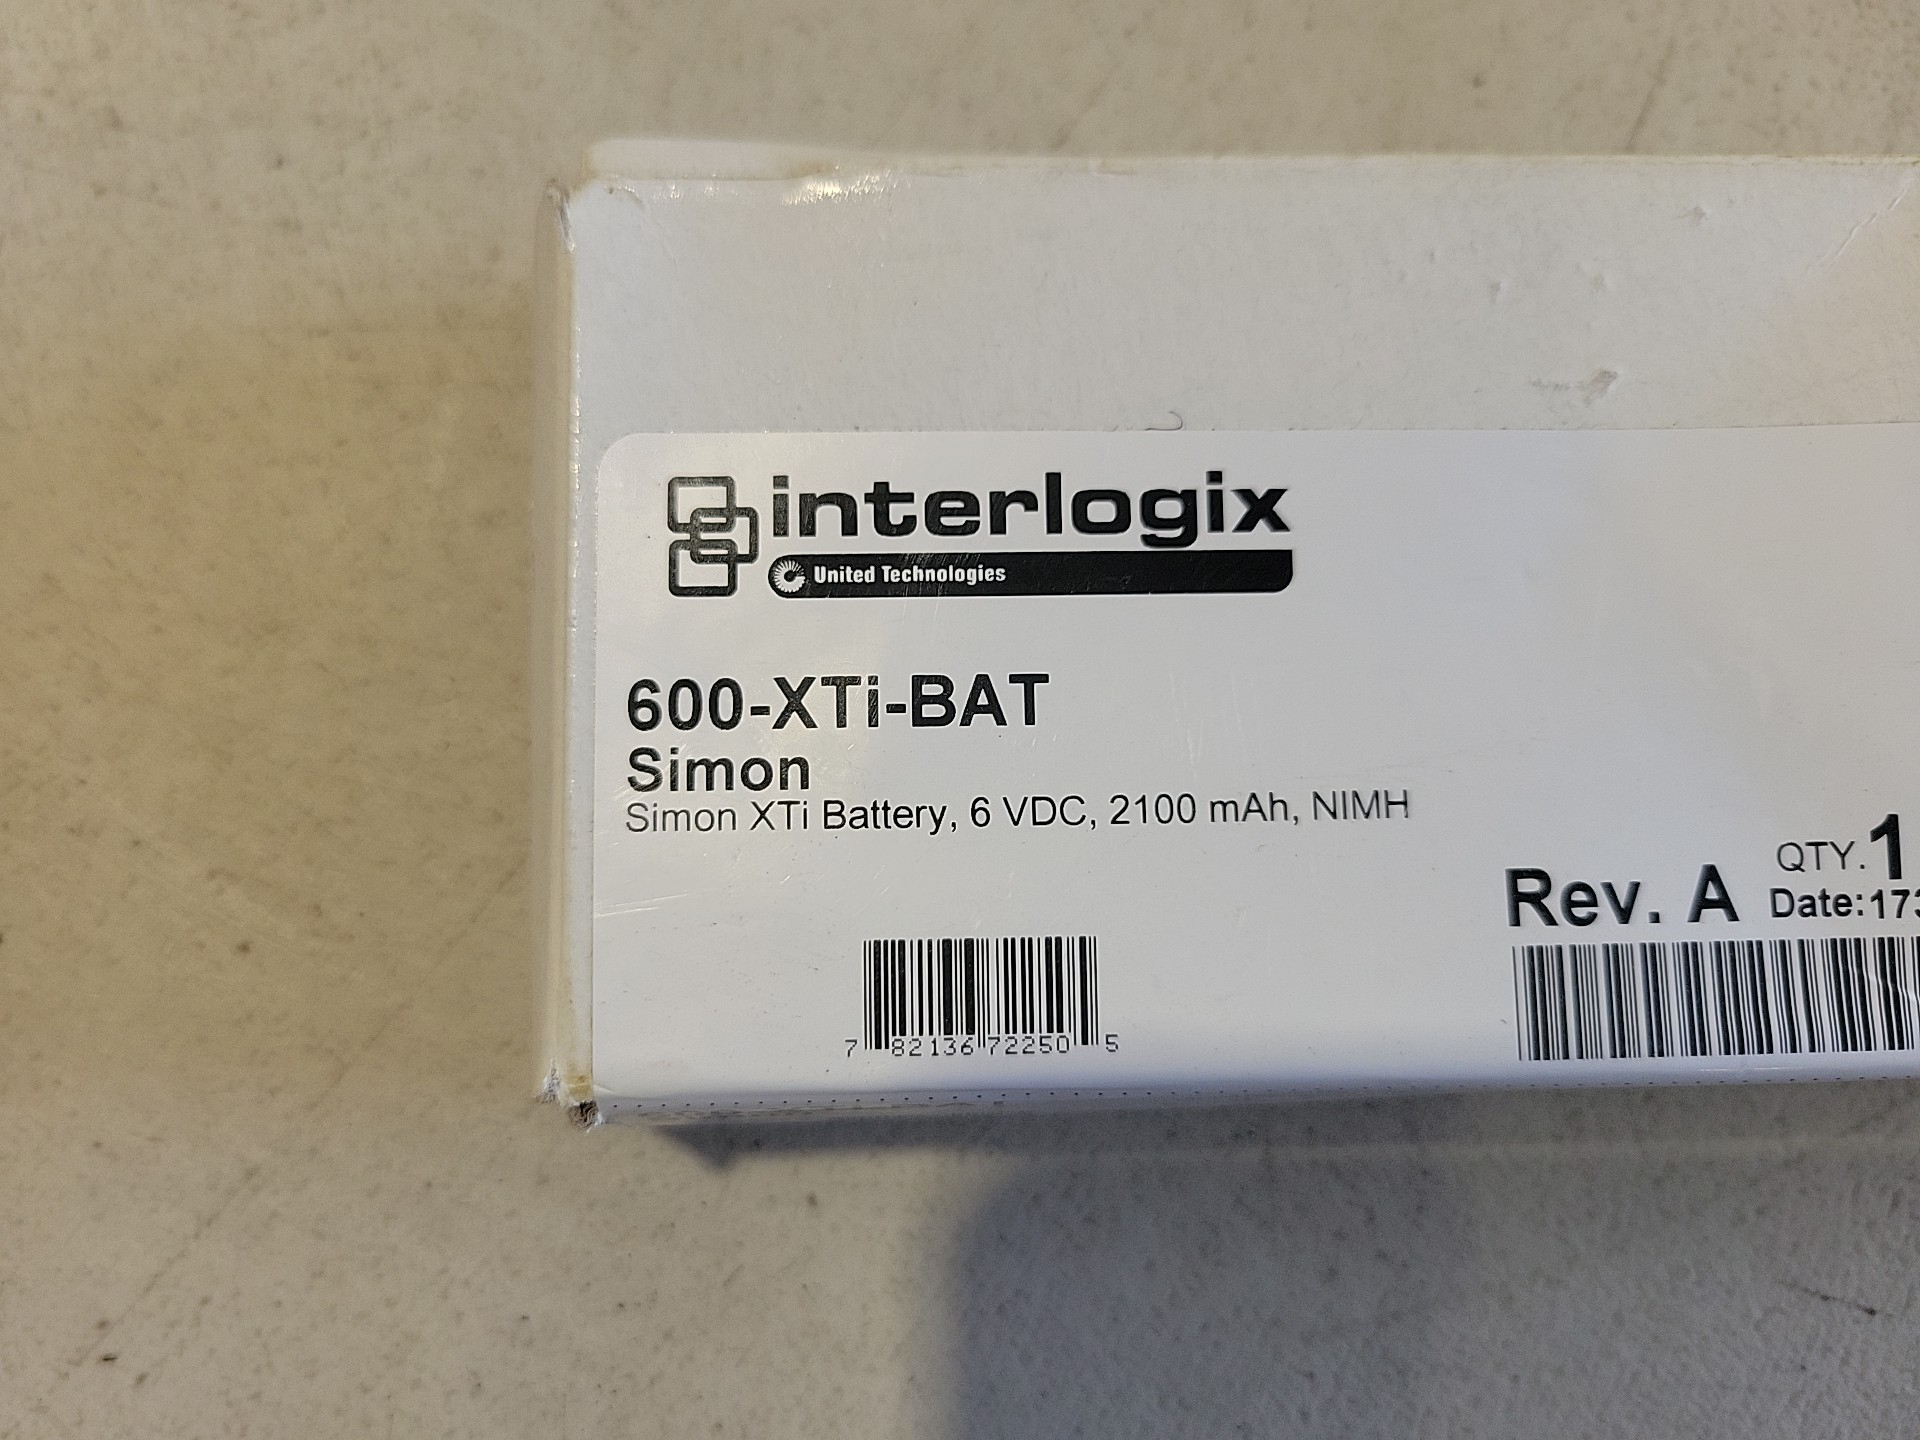 interlogix
United Technologies
600-XTi-BAT
Simon
Simon XTi Battery, 6 VDC, 2100 mAh, NIMH
QTY. 1
Rev. A Date: 173
7 82136 72250 5